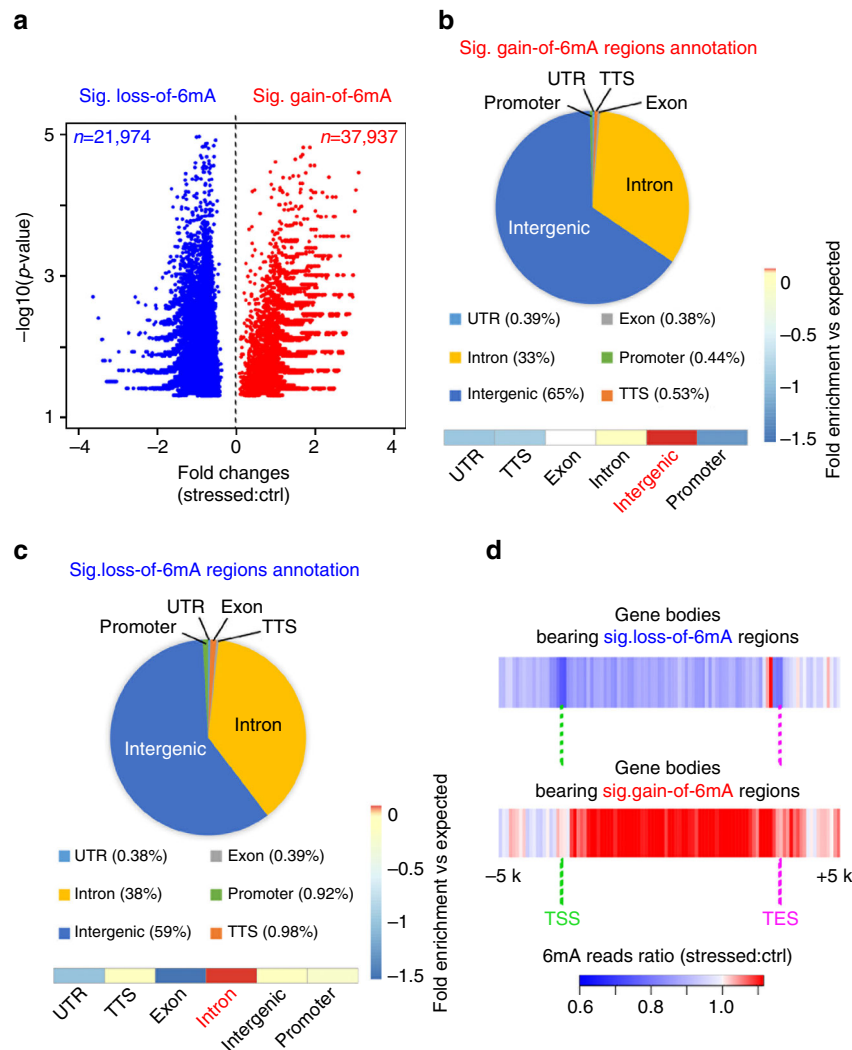 a
Sig. loss-of-6mA
Sig. gain-of-6mA
n=21,974
n=37,937
5
3
1
–log10(p-value)
–4
–2
0
2
4
Fold changes
(stressed:ctrl)
b
Sig. gain-of-6mA regions annotation
UTR
TTS
Promoter
Exon
Intron
Intergenic
UTR (0.39%)
Exon (0.38%)
Intron (33%)
Promoter (0.44%)
Intergenic (65%)
TTS (0.53%)
UTR
TTS
Exon
Intron
Intergenic
Promoter
0
–0.5
–1
–1.5
Fold enrichment vs expected
c
Sig.loss-of-6mA regions annotation
UTR
Exon
Promoter
TTS
Intron
Intergenic
UTR (0.38%)
Exon (0.39%)
Intron (38%)
Promoter (0.92%)
Intergenic (59%)
TTS (0.98%)
UTR
TTS
Exon
Intron
Intergenic
Promoter
0
–0.5
–1
–1.5
Fold enrichment vs expected
d
Gene bodies
bearing sig.loss-of-6mA regions
Gene bodies
bearing sig.gain-of-6mA regions
–5 k
+5 k
TSS
TES
6mA reads ratio (stressed:ctrl)
0.6
0.8
1.0